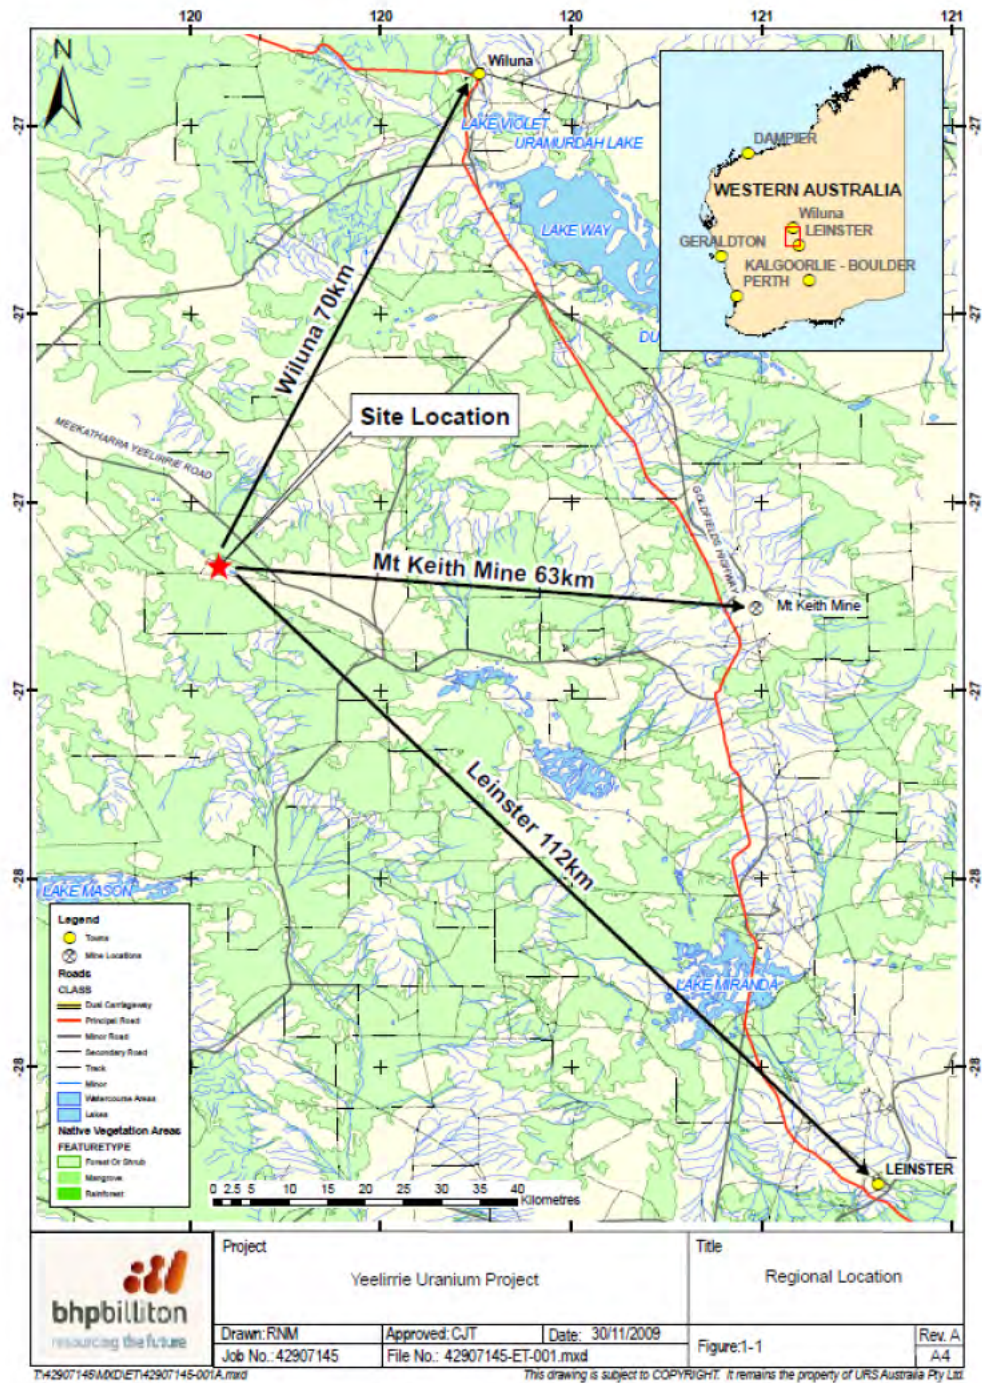 120 120 120 121 121
N
Wiluna
-27
-27
LAKE VIOLET
URAMURDAH LAKE
LAKE WAY
DU
DAMPIER
WESTERN AUSTRALIA
Wiluna
LEINSTER
GERALDTON
KALGOORLIE - BOULDER
PERTH
-27
-27
Wiluna 70km
Site Location
MEEKATHARRA YEELIRRIE ROAD
-27
-27
GOLDFIELDS HIGHWAY
Mt Keith Mine 63km
Mt Keith Mine
-27
-27
Leinster 112km
-28
-28
LAKE MASON
LAKE MIRANDA
-28
-28
LEINSTER
Legend
Towns
Mine Locations
Roads
CLASS
Dual Carriageway
Principal Road
Minor Road
Secondary Road
Track
Minor
Watercourse Areas
Lakes
Native Vegetation Areas
FEATURETYPE
Forest Or Shrub
Mangrove
Rainforest
0 2.5 5 10 15 20 25 30 35 40
Kilometres
bhpbilliton
resourcing the future
Project
Yeelirrie Uranium Project
Title
Regional Location
Drawn: RNM Approved: CJT Date: 30/11/2009
Job No.: 42907145 File No.: 42907145-ET-001.mxd
Figure:1-1
Rev. A
A4
T:\42907145\MXD\ET\42907145-001A.mxd
This drawing is subject to COPYRIGHT. It remains the property of URS Australia Pty Ltd.